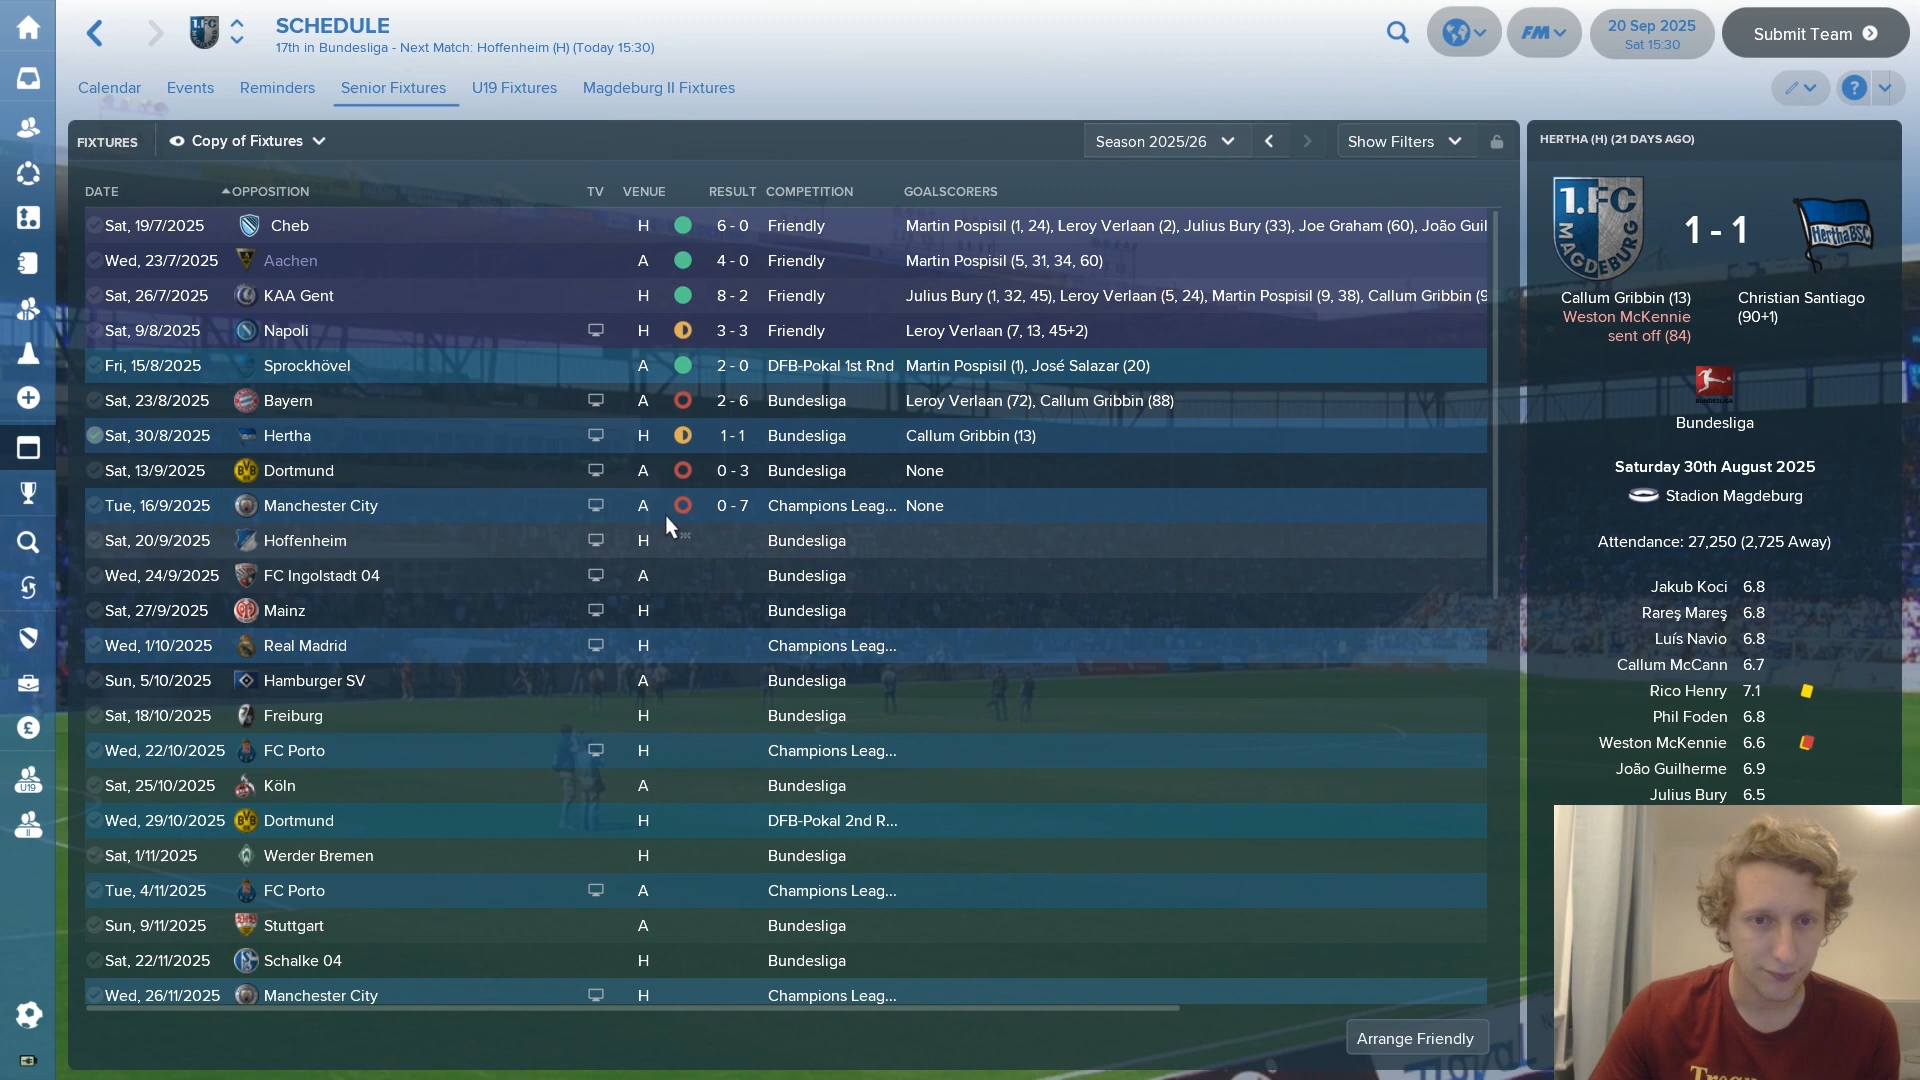 SCHEDULE
17th in Bundesliga - Next Match: Hoffenheim (H) (Today 15:30)
FM
20 Sep 2025
Sat 15:30
Submit Team
Calendar Events Reminders Senior Fixtures U19 Fixtures Magdeburg II Fixtures
FIXTURES Copy of Fixtures Season 2025/26 Show Filters
DATE OPPOSITION TV VENUE RESULT COMPETITION GOALSCORERS
Sat, 19/7/2025 Cheb H 6 - 0 Friendly Martin Pospisil (1, 24), Leroy Verlaan (2), Julius Bury (33), Joe Graham (60), João Guil
Wed, 23/7/2025 Aachen A 4 - 0 Friendly Martin Pospisil (5, 31, 34, 60)
Sat, 26/7/2025 KAA Gent H 8 - 2 Friendly Julius Bury (1, 32, 45), Leroy Verlaan (5, 24), Martin Pospisil (9, 38), Callum Gribbin (9
Sat, 9/8/2025 Napoli H 3 - 3 Friendly Leroy Verlaan (7, 13, 45+2)
Fri, 15/8/2025 Sprockhövel A 2 - 0 DFB-Pokal 1st Rnd Martin Pospisil (1), José Salazar (20)
Sat, 23/8/2025 Bayern A 2 - 6 Bundesliga Leroy Verlaan (72), Callum Gribbin (88)
Sat, 30/8/2025 Hertha H 1 - 1 Bundesliga Callum Gribbin (13)
Sat, 13/9/2025 Dortmund A 0 - 3 Bundesliga None
Tue, 16/9/2025 Manchester City A 0 - 7 Champions Leag... None
Sat, 20/9/2025 Hoffenheim H Bundesliga
Wed, 24/9/2025 FC Ingolstadt 04 A Bundesliga
Sat, 27/9/2025 Mainz H Bundesliga
Wed, 1/10/2025 Real Madrid H Champions Leag...
Sun, 5/10/2025 Hamburger SV A Bundesliga
Sat, 18/10/2025 Freiburg H Bundesliga
Wed, 22/10/2025 FC Porto H Champions Leag...
Sat, 25/10/2025 Köln A Bundesliga
Wed, 29/10/2025 Dortmund H DFB-Pokal 2nd R...
Sat, 1/11/2025 Werder Bremen H Bundesliga
Tue, 4/11/2025 FC Porto A Champions Leag...
Sun, 9/11/2025 Stuttgart A Bundesliga
Sat, 22/11/2025 Schalke 04 H Bundesliga
Wed, 26/11/2025 Manchester City H Champions Leag...
Arrange Friendly
HERTHA (H) (21 DAYS AGO)
1.FC MAGDEBURG
1 - 1
Hertha BSC
Callum Gribbin (13)
Weston McKennie
sent off (84)
Christian Santiago
(90+1)
Bundesliga
Saturday 30th August 2025
Stadion Magdeburg
Attendance: 27,250 (2,725 Away)
Jakub Koci 6.8
Rareş Mareş 6.8
Luís Navio 6.8
Callum McCann 6.7
Rico Henry 7.1
Phil Foden 6.8
Weston McKennie 6.6
João Guilherme 6.9
Julius Bury 6.5
U19
II